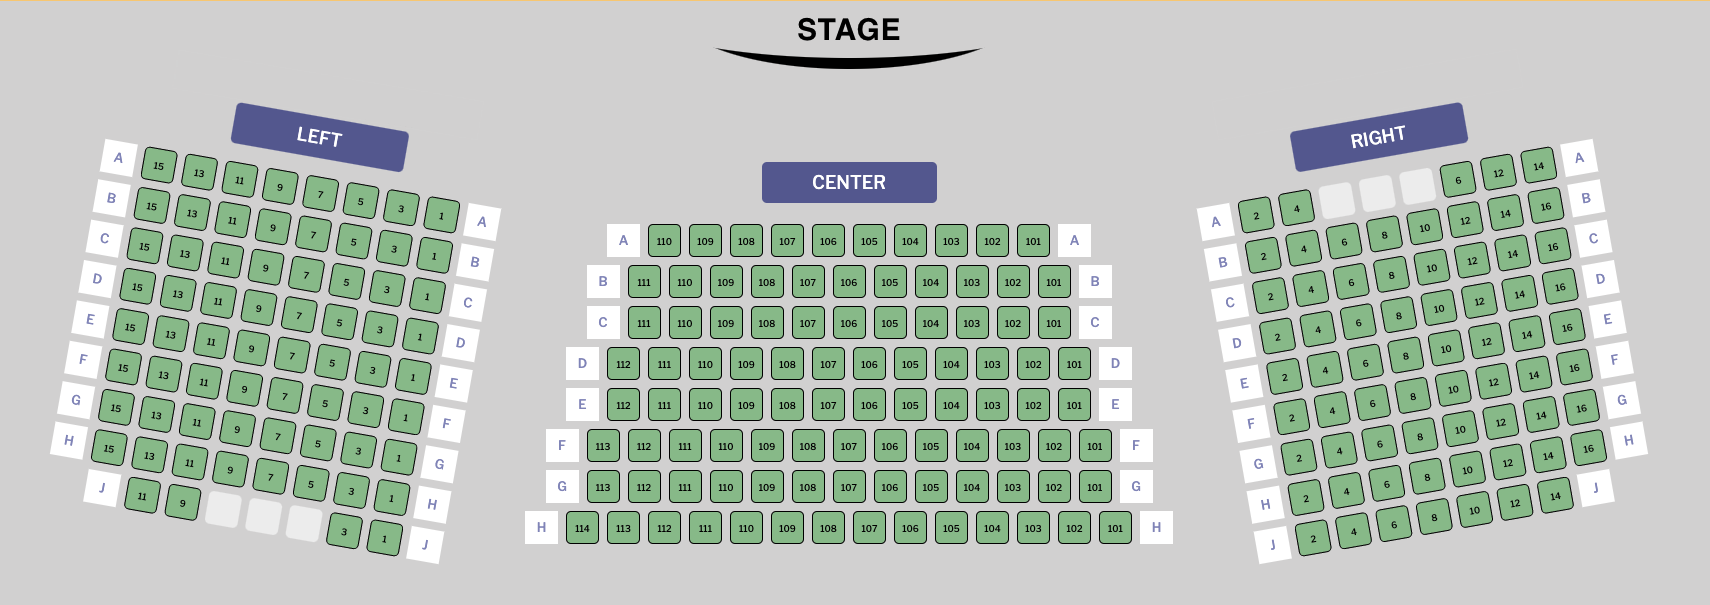 STAGE
LEFT
A 15 13 11 9 7 5 3 1 A
B 15 13 11 9 7 5 3 1 B
C 15 13 11 9 7 5 3 1 C
D 15 13 11 9 7 5 3 1 D
E 15 13 11 9 7 5 3 1 E
F 15 13 11 9 7 5 3 1 F
G 15 13 11 9 7 5 3 1 G
H 15 13 11 9 7 5 3 1 H
J 11 9 3 1 J
CENTER
A 110 109 108 107 106 105 104 103 102 101 A
B 111 110 109 108 107 106 105 104 103 102 101 B
C 111 110 109 108 107 106 105 104 103 102 101 C
D 112 111 110 109 108 107 106 105 104 103 102 101 D
E 112 111 110 109 108 107 106 105 104 103 102 101 E
F 113 112 111 110 109 108 107 106 105 104 103 102 101 F
G 113 112 111 110 109 108 107 106 105 104 103 102 101 G
H 114 113 112 111 110 109 108 107 106 105 104 103 102 101 H
RIGHT
A 2 4 6 12 14 A
B 2 4 6 8 10 12 14 16 B
C 2 4 6 8 10 12 14 16 C
D 2 4 6 8 10 12 14 16 D
E 2 4 6 8 10 12 14 16 E
F 2 4 6 8 10 12 14 16 F
G 2 4 6 8 10 12 14 16 G
H 2 4 6 8 10 12 14 16 H
J 2 4 6 8 10 12 14 J